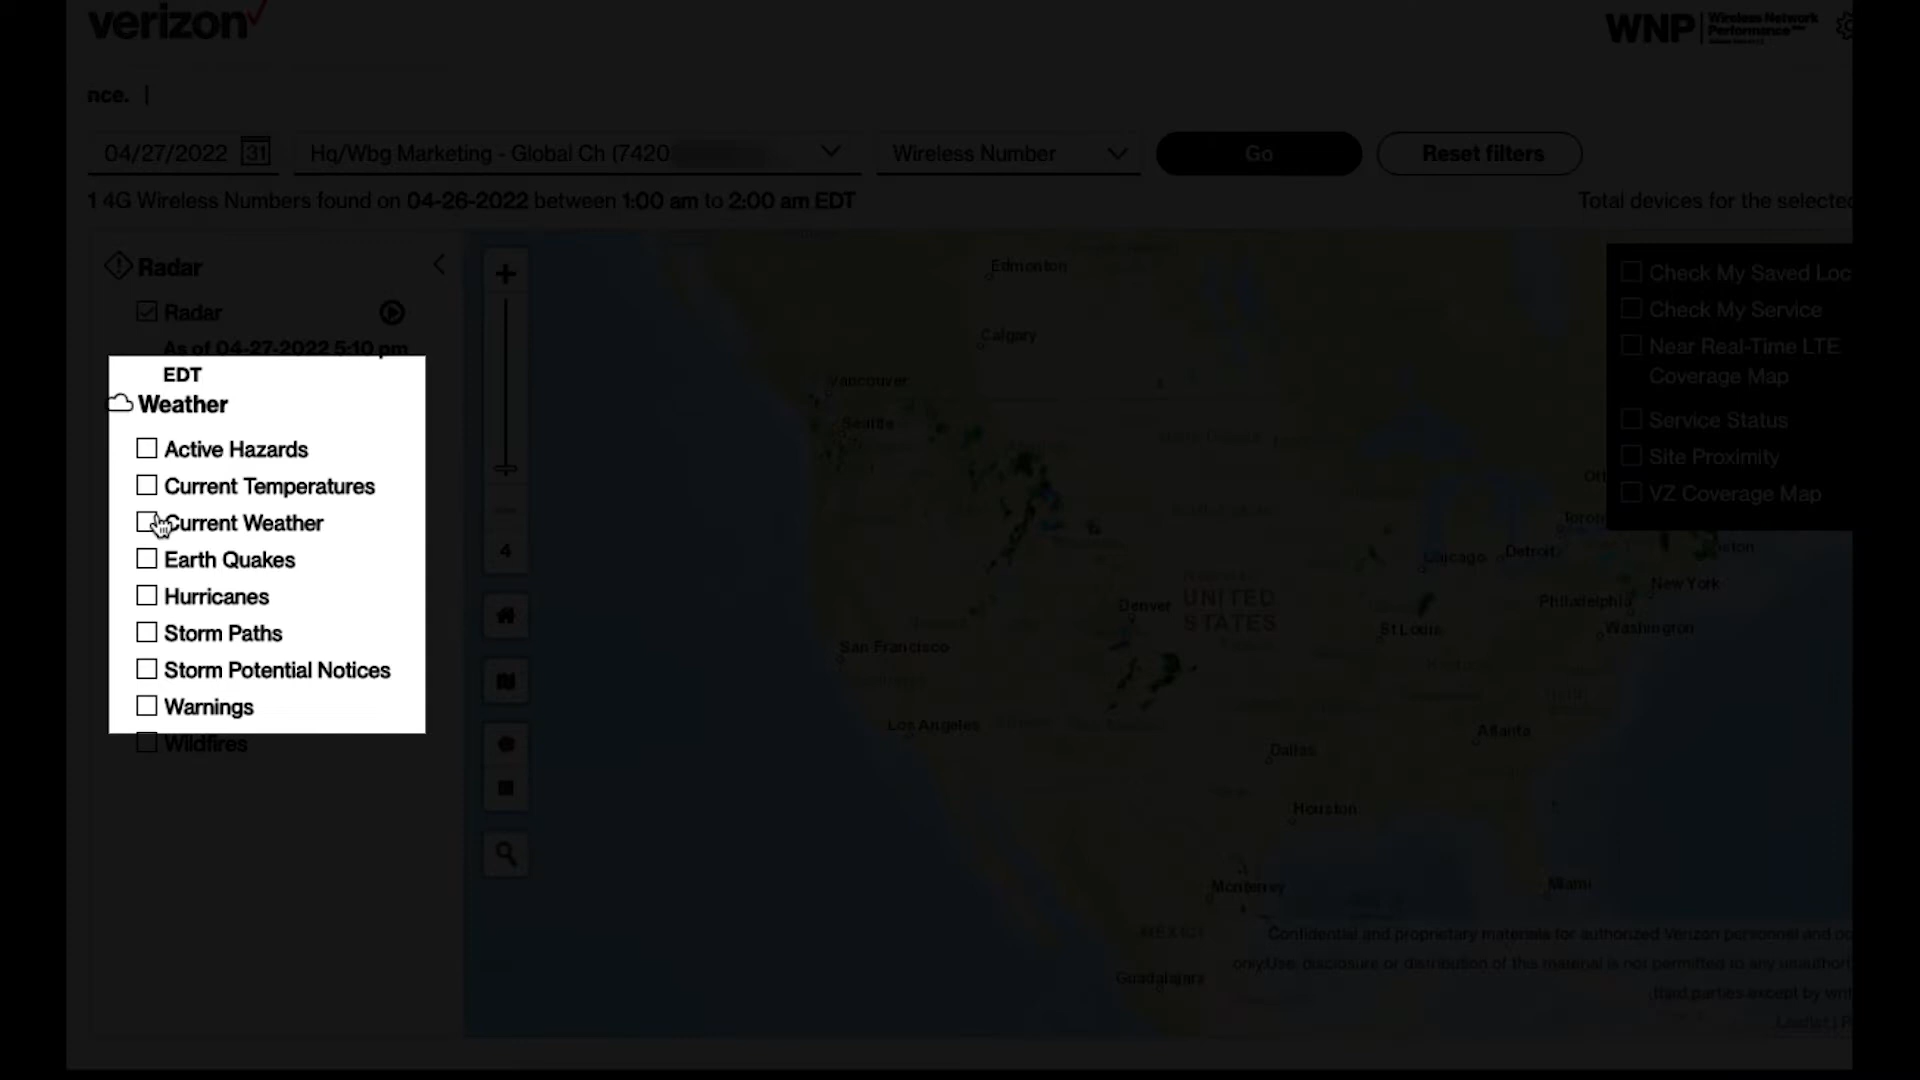 verizon
WNP Wireless Network
Performance
nce. |
04/27/2022 31
Hq/Wbg Marketing - Global Ch (7420
Wireless Number
Go
Reset filters
1 4G Wireless Numbers found on 04-26-2022 between 1:00 am to 2:00 am EDT
Total devices for the selected
Radar
Radar
As of 04-27-2022 5:10 pm
EDT
Weather
Active Hazards
Current Temperatures
Current Weather
Earth Quakes
Hurricanes
Storm Paths
Storm Potential Notices
Warnings
Wildfires
+
4
Check My Saved Loc
Check My Service
Near Real-Time LTE
Coverage Map
Service Status
Site Proximity
VZ Coverage Map
Edmonton
Calgary
Vancouver
Seattle
Toron
Chicago
Detroit
oston
New York
Denver
UNITED
STATES
Philadelphia
St Louis
Washington
San Francisco
Los Angeles
Atlanta
Dallas
Houston
Miami
Monterrey
MEXICO
Guadalajara
Confidential and proprietary materials for authorized Verizon personnel and
only.Use, disclosure or distribution of this material is not permitted to any unauthori
third parties except by wri
Leaflet |